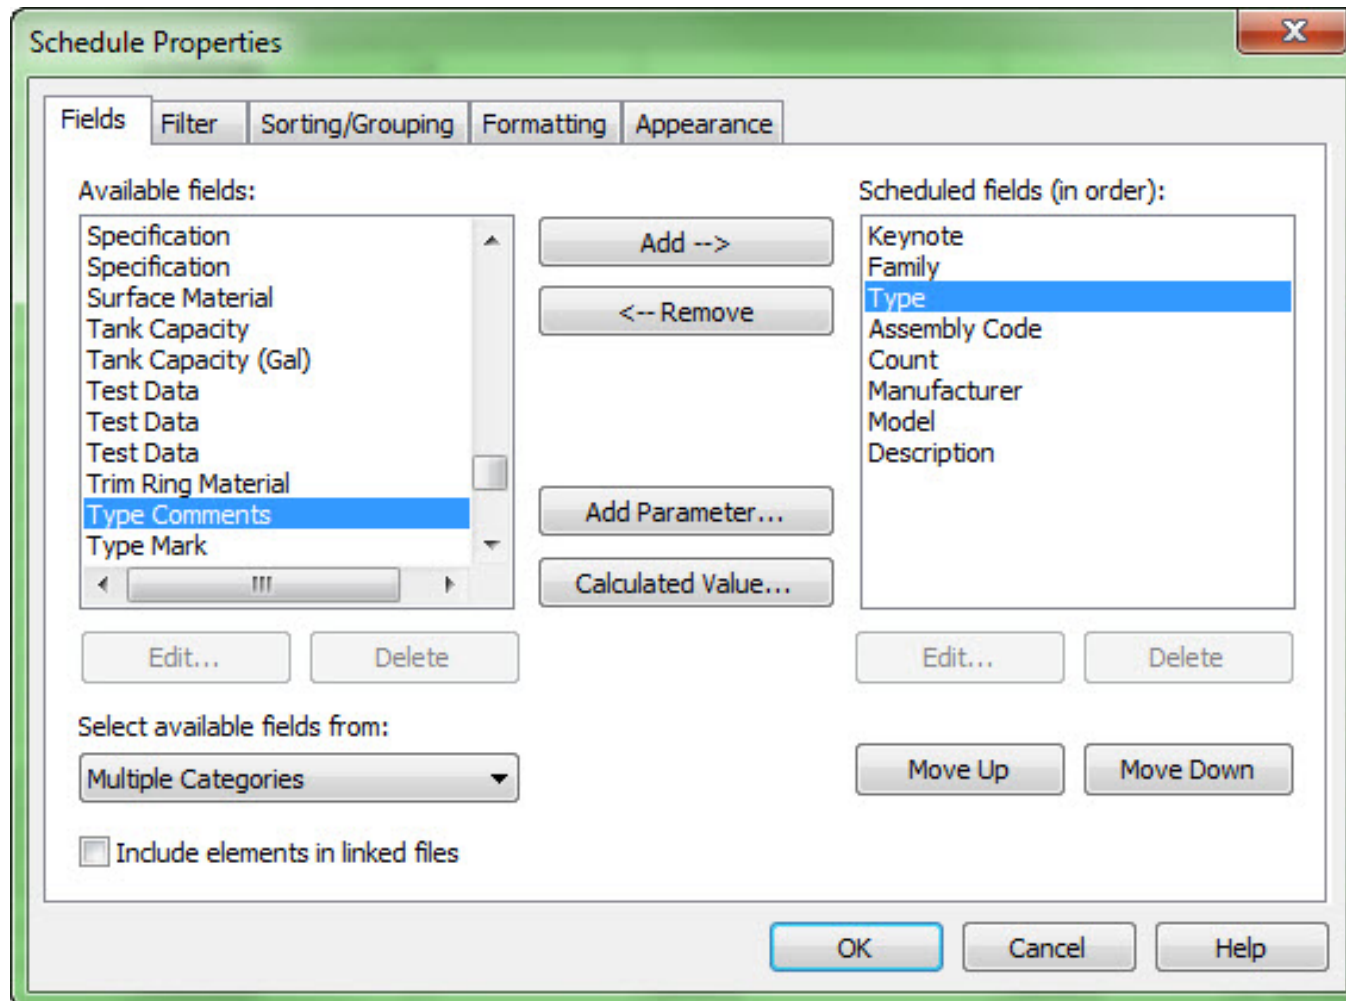 Schedule Properties
X
Fields Filter Sorting/Grouping Formatting Appearance
Available fields:
Specification
Specification
Surface Material
Tank Capacity
Tank Capacity (Gal)
Test Data
Test Data
Test Data
Trim Ring Material
Type Comments
Type Mark
Edit... Delete
Select available fields from:
Multiple Categories
Include elements in linked files
Add -->
<-- Remove
Add Parameter...
Calculated Value...
Scheduled fields (in order):
Keynote
Family
Type
Assembly Code
Count
Manufacturer
Model
Description
Edit... Delete
Move Up Move Down
OK Cancel Help